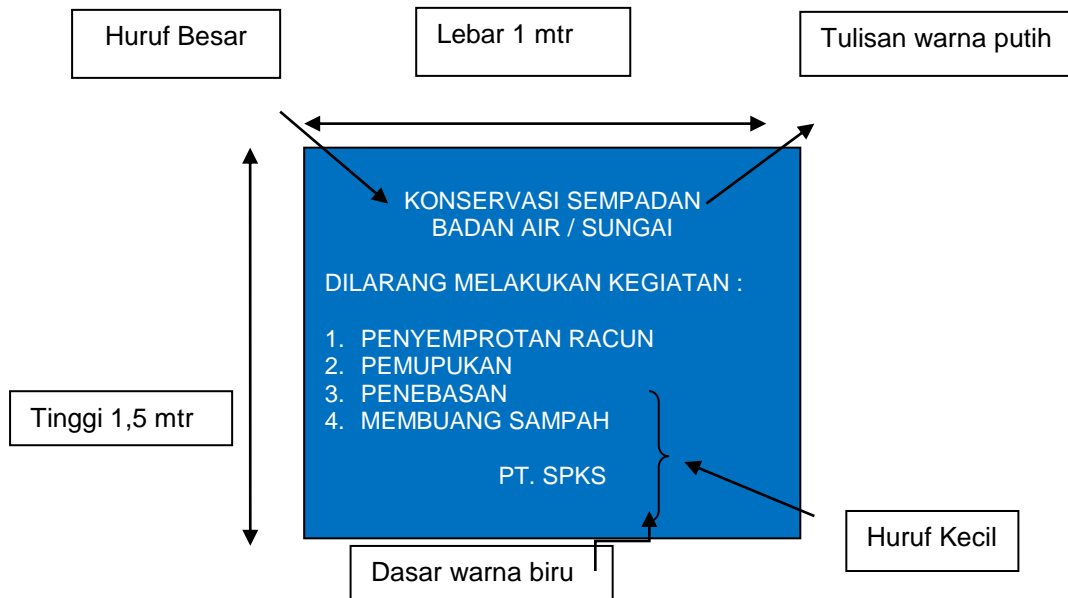 Huruf Besar
Lebar 1 mtr
Tulisan warna putih
KONSERVASI SEMPADAN
BADAN AIR / SUNGAI
DILARANG MELAKUKAN KEGIATAN :
1. PENYEMPROTAN RACUN
2. PEMUPUKAN
3. PENEBASAN
4. MEMBUANG SAMPAH
PT. SPKS
Tinggi 1,5 mtr
Huruf Kecil
Dasar warna biru